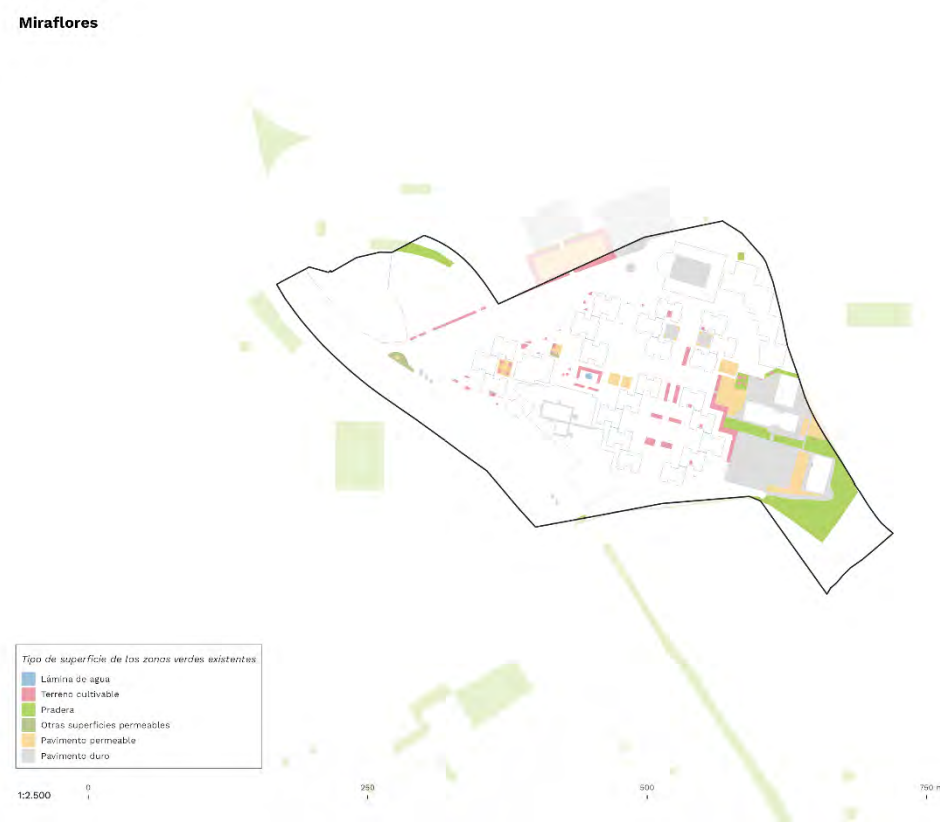 Miraflores
Tipo de superficie de las zonas verdes existentes
Lámina de agua
Terreno cultivable
Pradera
Otras superficies permeables
Pavimento permeable
Pavimento duro
1:2.500
0
250
500
750 m